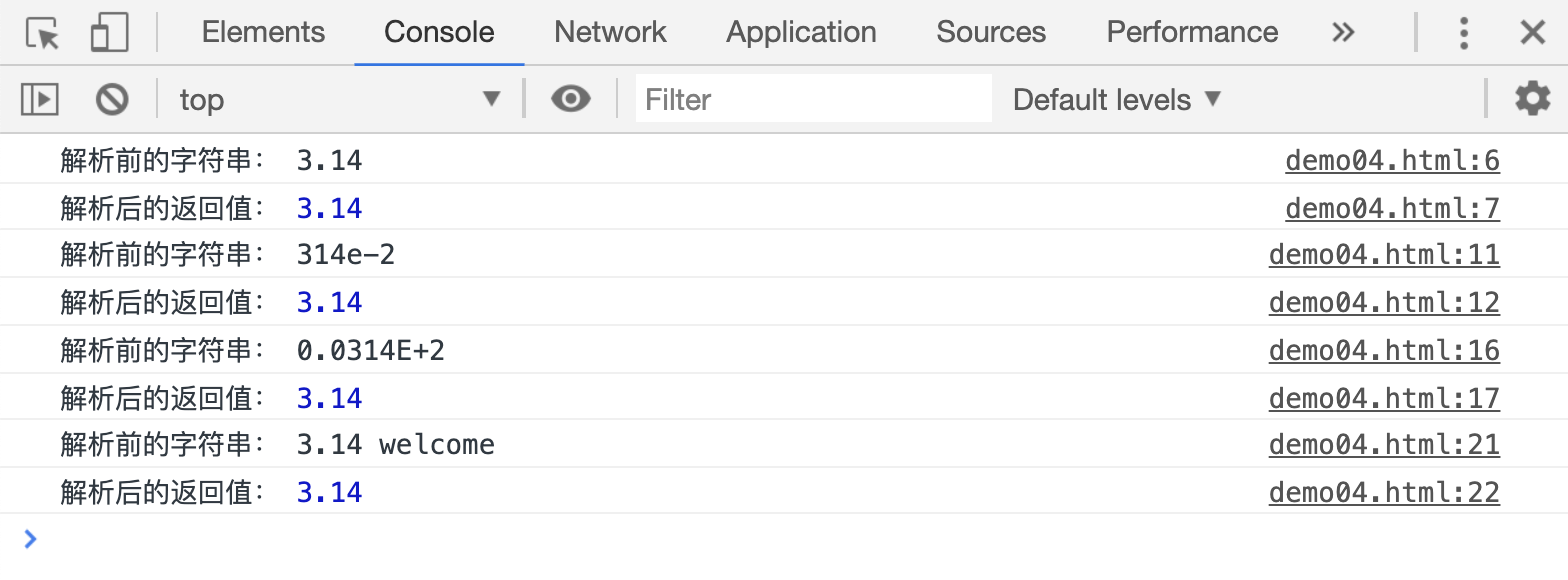 Elements Console Network Application Sources Performance »
top Filter Default levels
解析前的字符串： 3.14 demo04.html:6
解析后的返回值： 3.14 demo04.html:7
解析前的字符串： 314e-2 demo04.html:11
解析后的返回值： 3.14 demo04.html:12
解析前的字符串： 0.0314E+2 demo04.html:16
解析后的返回值： 3.14 demo04.html:17
解析前的字符串： 3.14 welcome demo04.html:21
解析后的返回值： 3.14 demo04.html:22